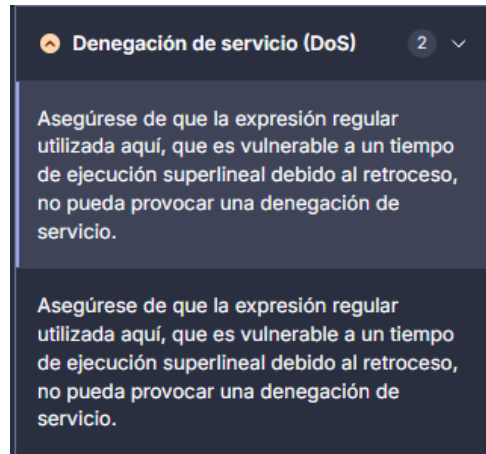 Denegación de servicio (DoS) 2
Asegúrese de que la expresión regular
utilizada aquí, que es vulnerable a un tiempo
de ejecución superlineal debido al retroceso,
no pueda provocar una denegación de
servicio.
Asegúrese de que la expresión regular
utilizada aquí, que es vulnerable a un tiempo
de ejecución superlineal debido al retroceso,
no pueda provocar una denegación de
servicio.